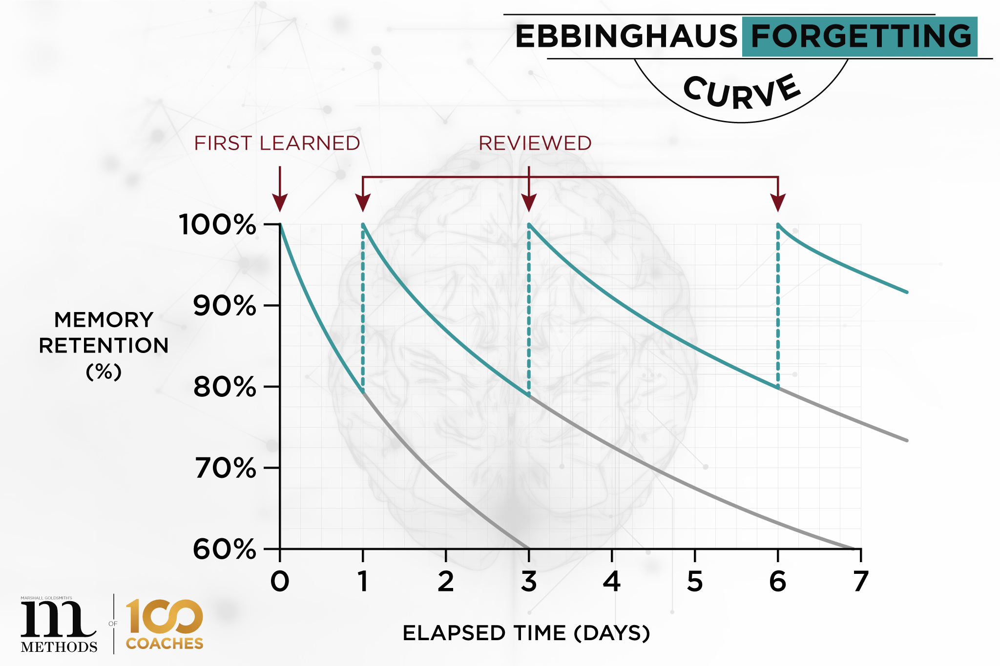 EBBINGHAUS FORGETTING
CURVE
FIRST LEARNED
REVIEWED
100%
90%
80%
70%
60%
MEMORY
RETENTION
(%)
0 1 2 3 4 5 6 7
ELAPSED TIME (DAYS)
MARSHALL GOLDSMITH'S
m
METHODS
OF
100
COACHES